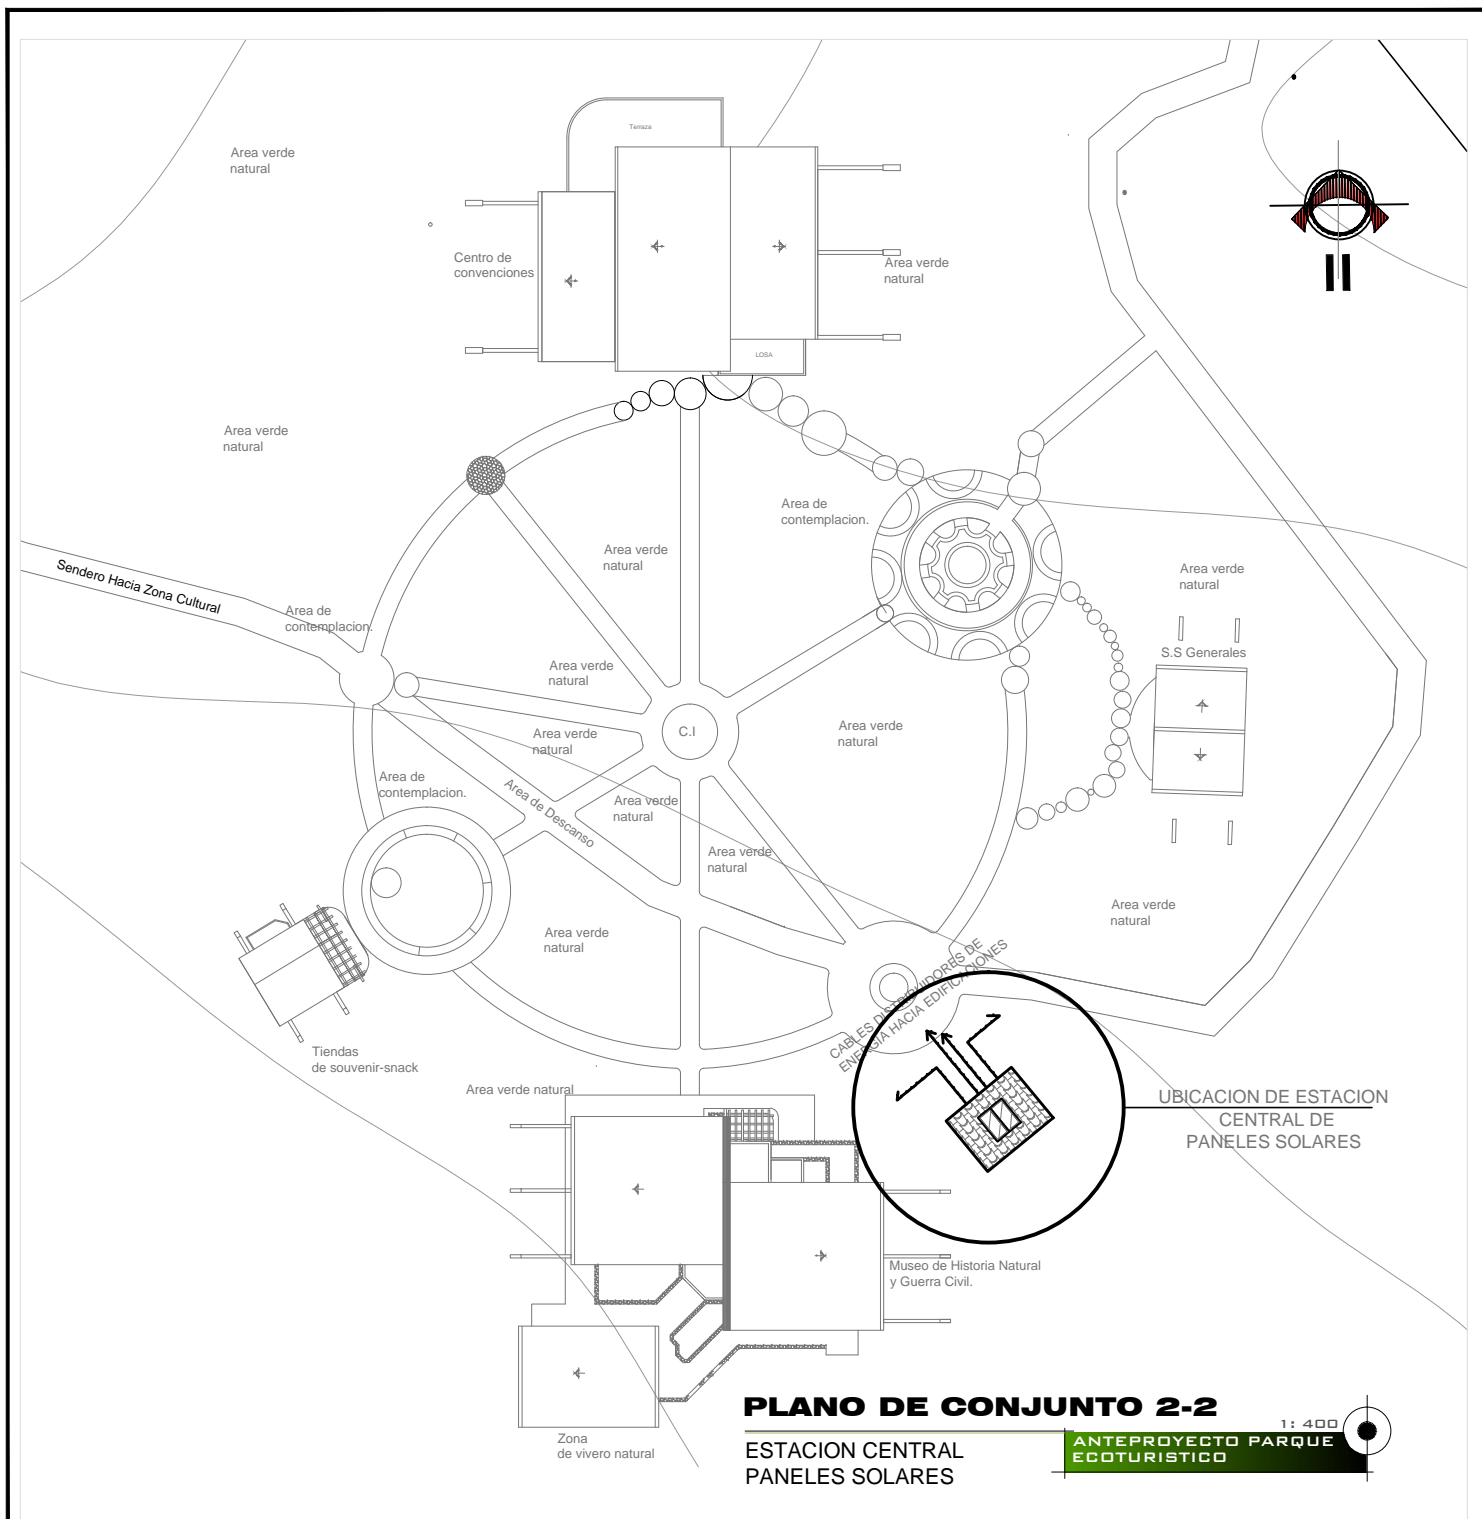 Terraza
Area verde
natural
Centro de
convenciones
Area verde
natural
LOSA
Area verde
natural
Area de
contemplacion.
Area verde
natural
Sendero Hacia Zona Cultural
Area de
contemplacion.
Area verde
natural
S.S Generales
Area verde
natural
Area verde
natural
C.I
Area verde
natural
Area de
contemplacion.
Area de Descanso
Area verde
natural
Area verde
natural
Area verde
natural
Area verde
natural
CABLES DISTRIBUIDORES DE
ENERGIA HACIA EDIFICACIONES
Tiendas
de souvenir-snack
Area verde natural
UBICACION DE ESTACION
CENTRAL DE
PANELES SOLARES
Museo de Historia Natural
y Guerra Civil.
Zona
de vivero natural
PLANO DE CONJUNTO 2-2
1: 400
ESTACION CENTRAL
PANELES SOLARES
ANTEPROYECTO PARQUE
ECOTURISTICO